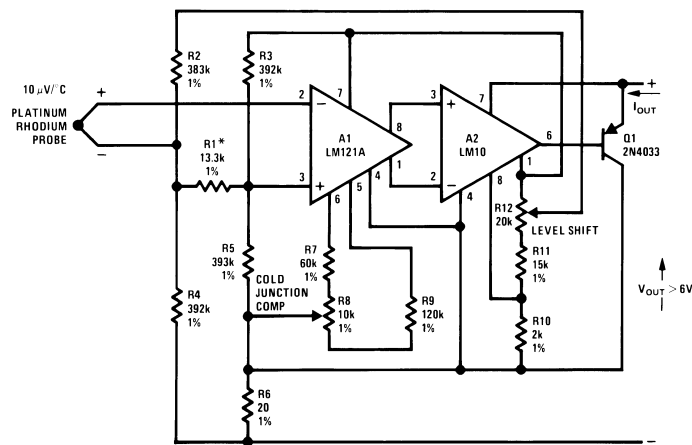 10 μV/°C
PLATINUM
RHODIUM
PROBE
+
−
R2
383k
1%
R3
392k
1%
R1*
13.3k
1%
2
3
−
+
7
A1
LM121A
8
1
4
5
6
3
2
+
−
7
A2
LM10
6
1
8
4
+
IOUT
Q1
2N4033
R12
20k
LEVEL SHIFT
R11
15k
1%
R10
2k
1%
VOUT > 6V
R5
393k
1%
COLD
JUNCTION
COMP
R7
60k
1%
R8
10k
1%
R9
120k
1%
R4
392k
1%
R6
20
1%
−